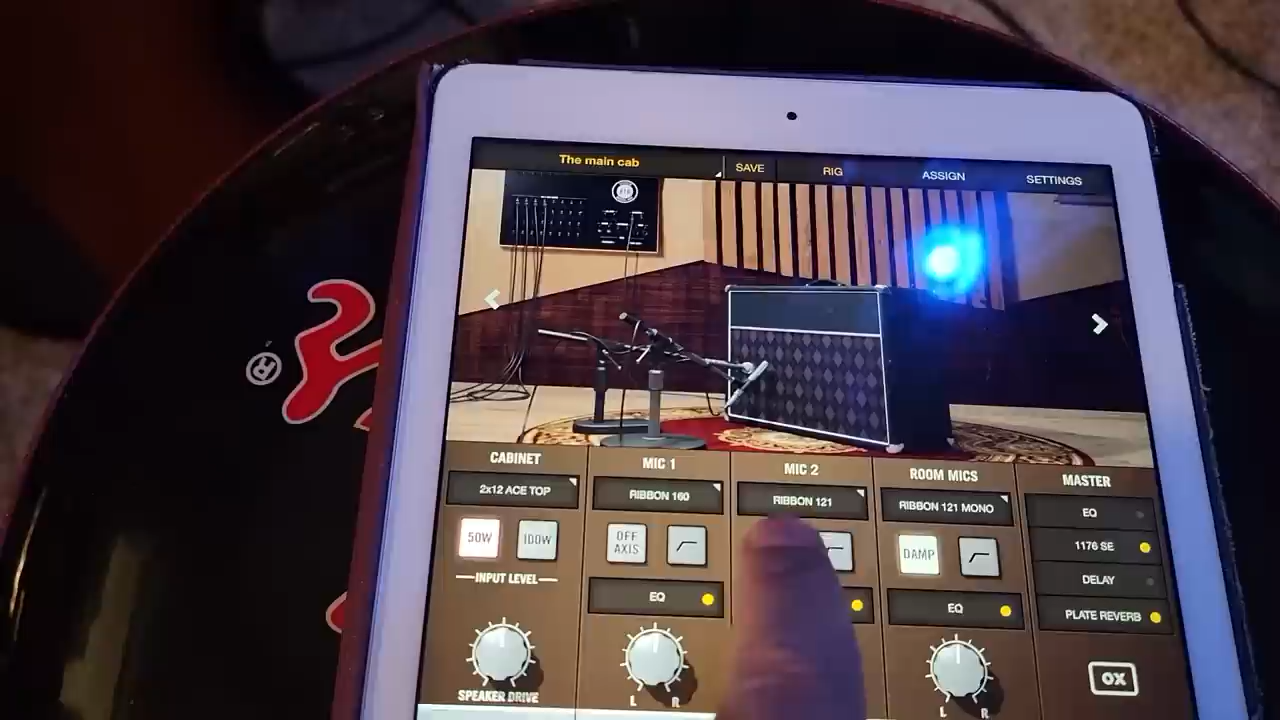 The main cab SAVE RIG ASSIGN SETTINGS
CABINET MIC 1 MIC 2 ROOM MICS MASTER
2x12 ACE TOP RIBBON 160 RIBBON 121 RIBBON 121 MONO EQ
50W 100W OFF AXIS DAMP 1176 SE
INPUT LEVEL DELAY
EQ EQ PLATE REVERB
SPEAKER DRIVE L R L R OX
®